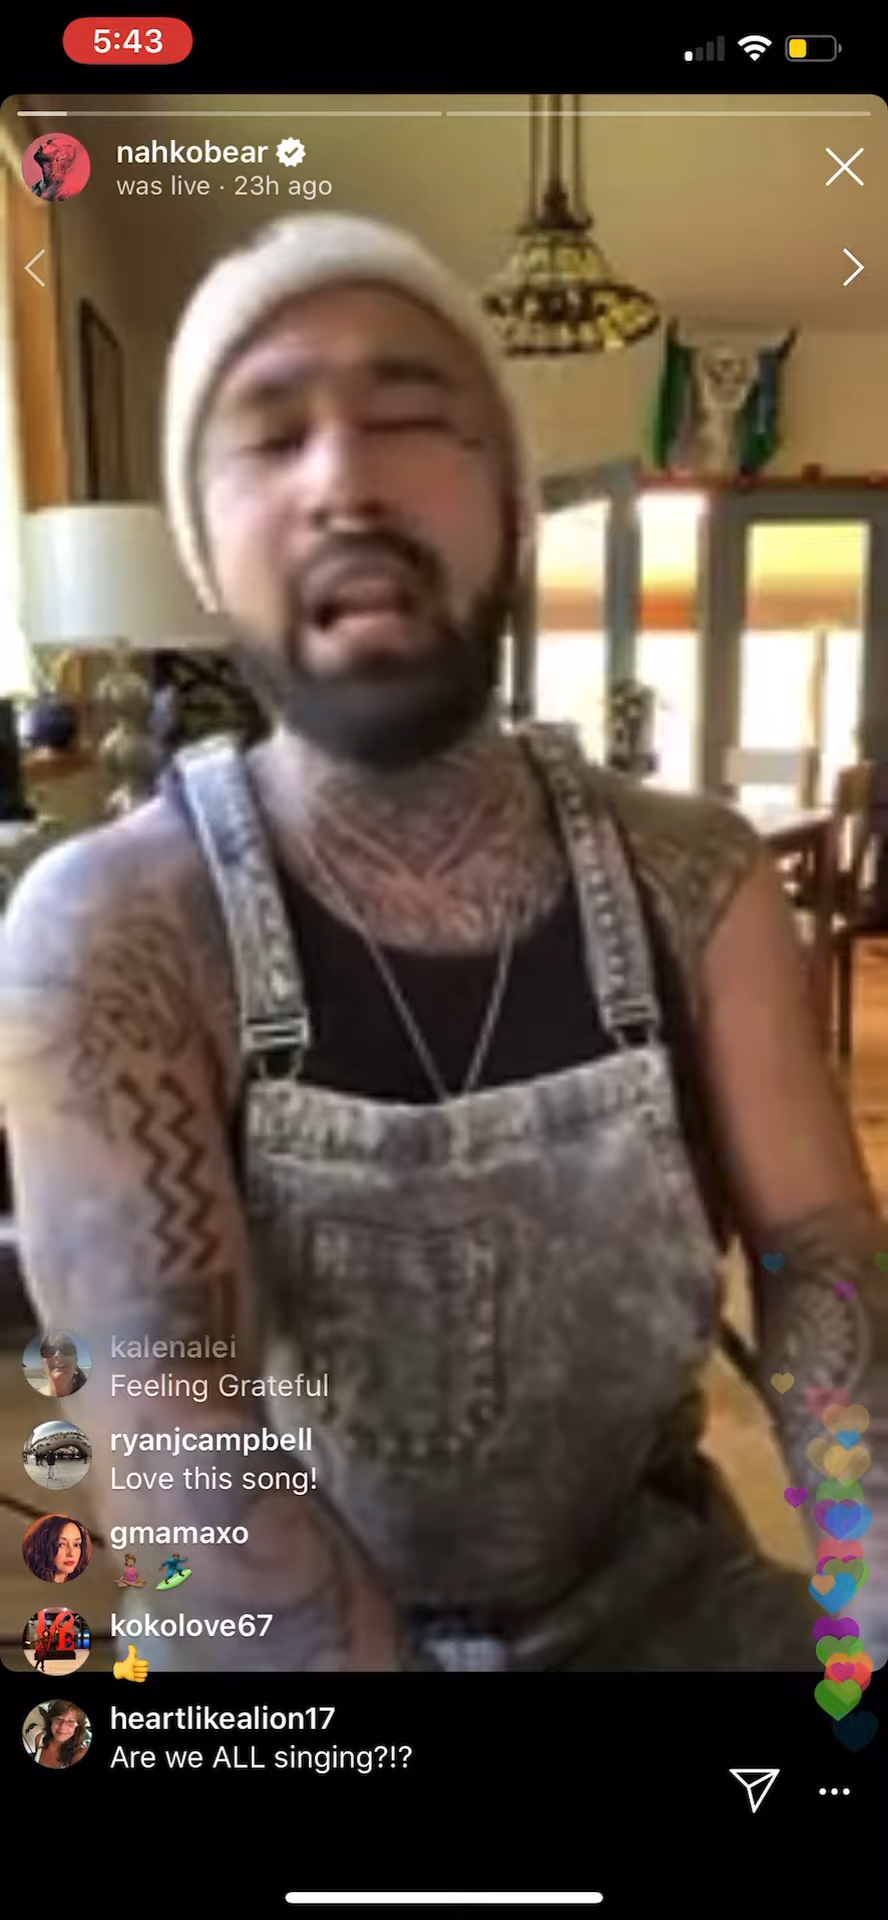 5:43
nahkobear
was live · 23h ago
kalenalei
Feeling Grateful
ryanjcampbell
Love this song!
gmamaxo
kokolove67
heartlikealion17
Are we ALL singing?!?